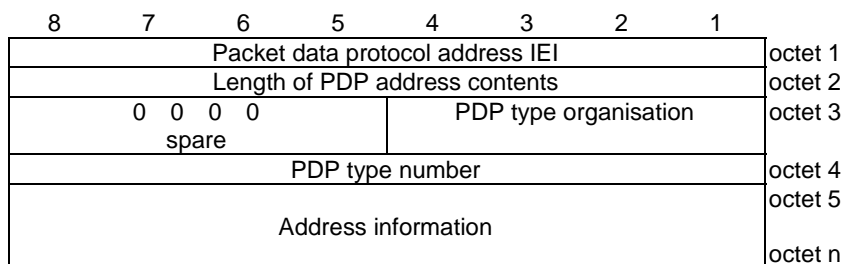 8 7 6 5 4 3 2 1
Packet data protocol address IEI octet 1
Length of PDP address contents octet 2
0 0 0 0 PDP type organisation octet 3
spare
PDP type number octet 4
octet 5
Address information
octet n